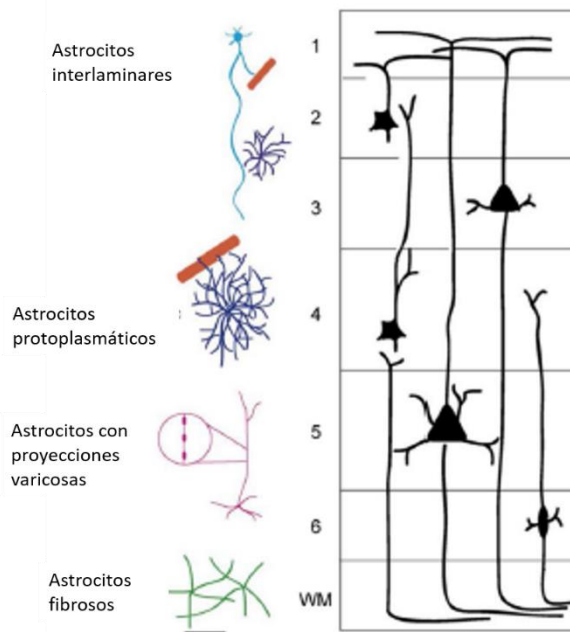 Astrocitos
interlaminares
Astrocitos
protoplasmáticos
:
Astrocitos con
proyecciones
varicosas
Astrocitos
fibrosos
1
2
3
4
5
6
WM